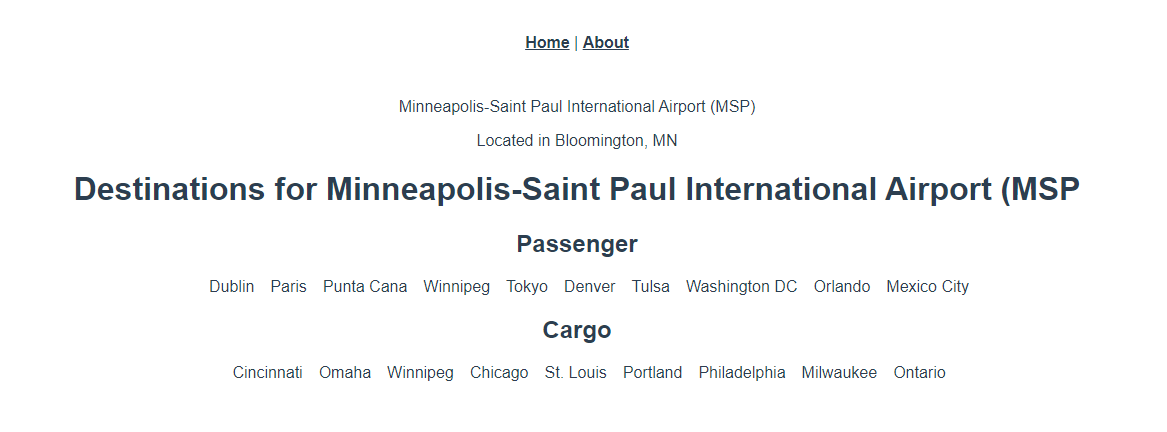 Home | About
Minneapolis-Saint Paul International Airport (MSP)
Located in Bloomington, MN
Destinations for Minneapolis-Saint Paul International Airport (MSP
Passenger
Dublin Paris Punta Cana Winnipeg Tokyo Denver Tulsa Washington DC Orlando Mexico City
Cargo
Cincinnati Omaha Winnipeg Chicago St. Louis Portland Philadelphia Milwaukee Ontario